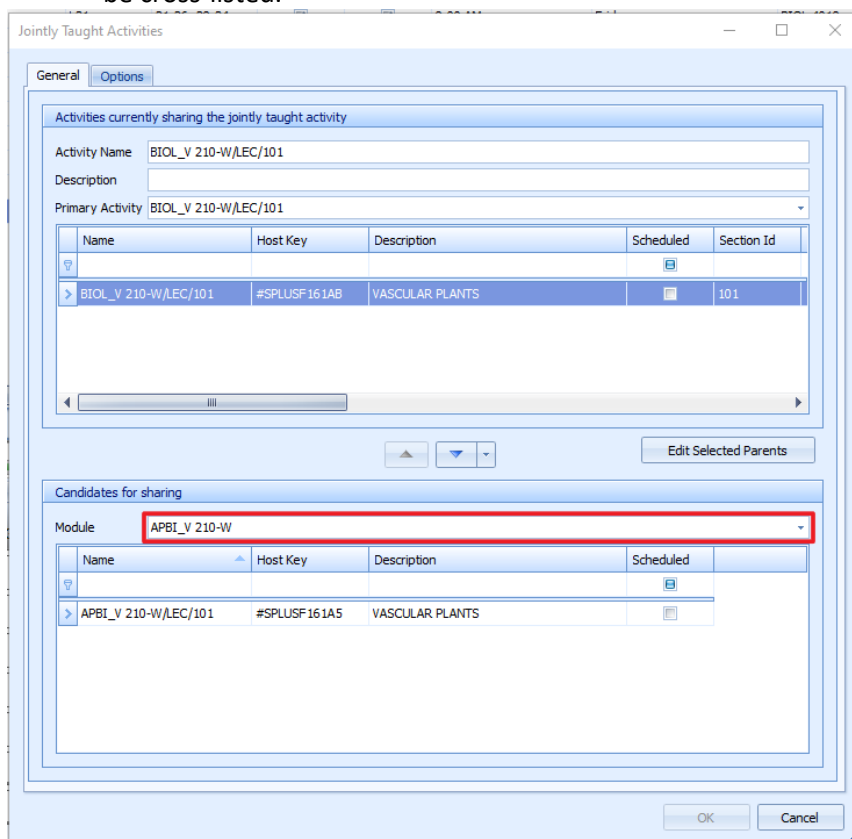 be cross-listed.
Jointly Taught Activities
General Options
Activities currently sharing the jointly taught activity
Activity Name BIOL_V 210-W/LEC/101
Description
Primary Activity BIOL_V 210-W/LEC/101
Name Host Key Description Scheduled Section Id
BIOL_V 210-W/LEC/101 #SPLUSF161AB VASCULAR PLANTS 101
Edit Selected Parents
Candidates for sharing
Module APBI_V 210-W
Name Host Key Description Scheduled
APBI_V 210-W/LEC/101 #SPLUSF161A5 VASCULAR PLANTS
OK Cancel